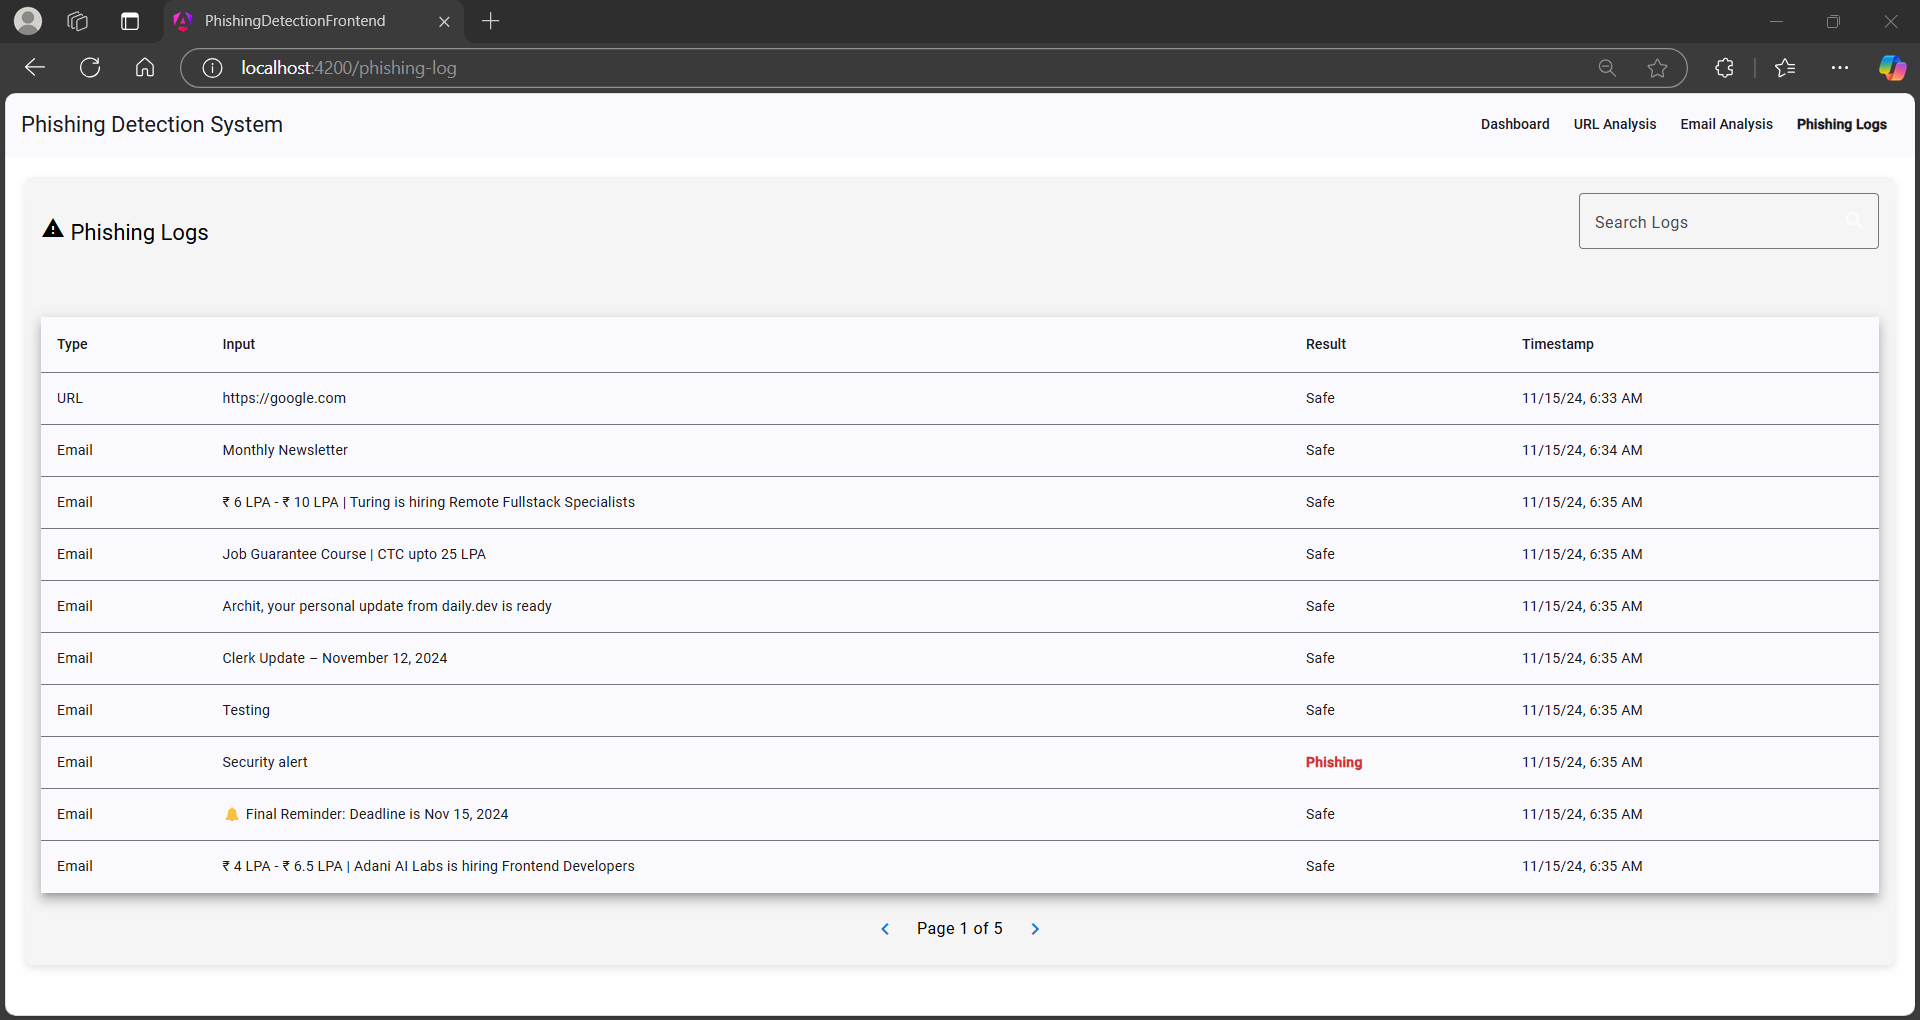 PhishingDetectionFrontend
localhost:4200/phishing-log
Phishing Detection System
Dashboard URL Analysis Email Analysis Phishing Logs
Phishing Logs
Search Logs
Type Input Result Timestamp
URL https://google.com Safe 11/15/24, 6:33 AM
Email Monthly Newsletter Safe 11/15/24, 6:34 AM
Email ₹ 6 LPA - ₹ 10 LPA | Turing is hiring Remote Fullstack Specialists Safe 11/15/24, 6:35 AM
Email Job Guarantee Course | CTC upto 25 LPA Safe 11/15/24, 6:35 AM
Email Archit, your personal update from daily.dev is ready Safe 11/15/24, 6:35 AM
Email Clerk Update – November 12, 2024 Safe 11/15/24, 6:35 AM
Email Testing Safe 11/15/24, 6:35 AM
Email Security alert Phishing 11/15/24, 6:35 AM
Email 🔔 Final Reminder: Deadline is Nov 15, 2024 Safe 11/15/24, 6:35 AM
Email ₹ 4 LPA - ₹ 6.5 LPA | Adani AI Labs is hiring Frontend Developers Safe 11/15/24, 6:35 AM
Page 1 of 5